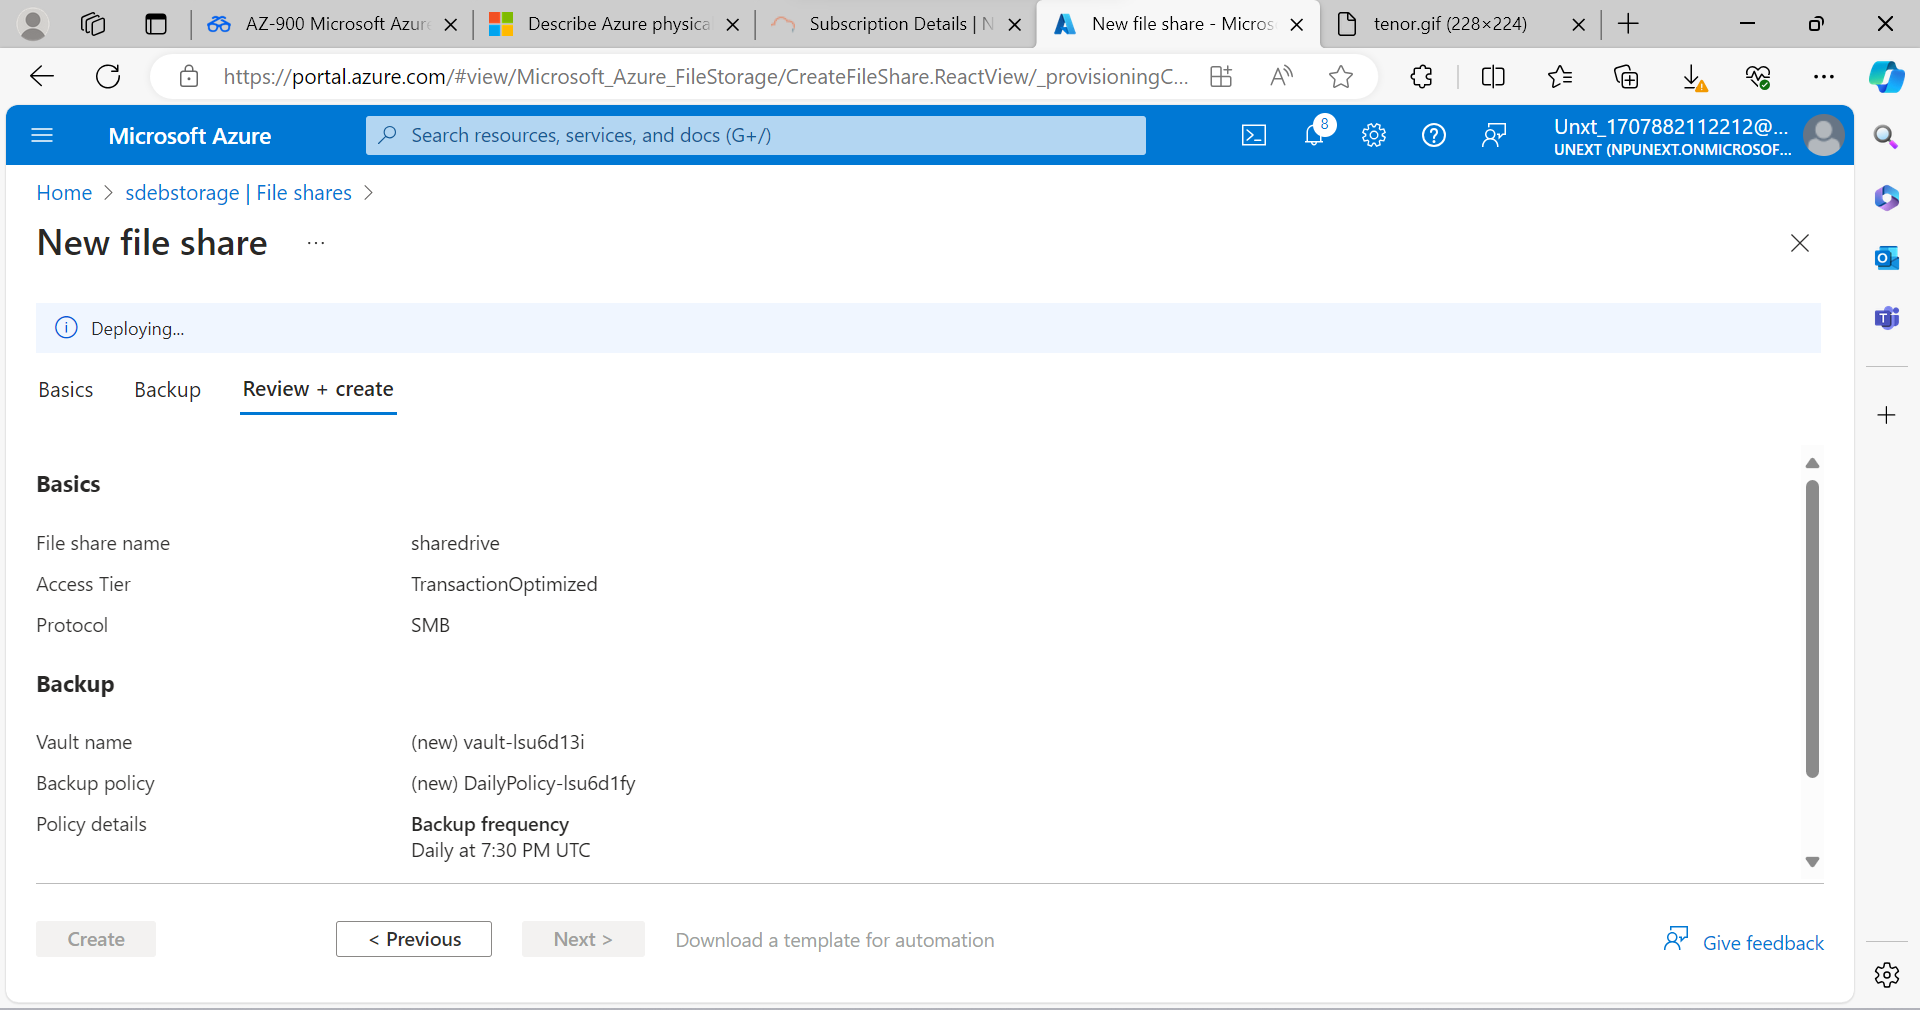 AZ-900 Microsoft Azure
Describe Azure physica
Subscription Details | N
New file share - Micros
tenor.gif (228×224)
https://portal.azure.com/#view/Microsoft_Azure_FileStorage/CreateFileShare.ReactView/_provisioningC...
Microsoft Azure
Search resources, services, and docs (G+/)
8
Unxt_1707882112212@...
UNEXT (NPUNEXT.ONMICROSOF...
Home > sdebstorage | File shares >
New file share ...
Deploying...
Basics Backup Review + create
Basics
File share name sharedrive
Access Tier TransactionOptimized
Protocol SMB
Backup
Vault name (new) vault-lsu6d13i
Backup policy (new) DailyPolicy-lsu6d1fy
Policy details Backup frequency
Daily at 7:30 PM UTC
Create < Previous Next > Download a template for automation Give feedback